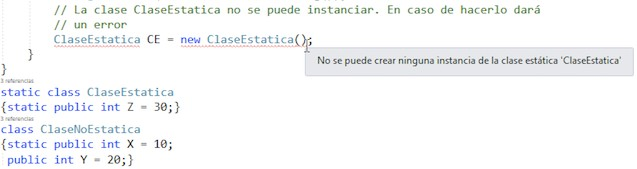 // La clase ClaseEstatica no se puede instanciar. En caso de hacerlo dará
// un error
ClaseEstatica CE = new ClaseEstatica();
No se puede crear ninguna instancia de la clase estática 'ClaseEstatica'
}
}
3 referencias
static class ClaseEstatica
{static public int Z = 30;}
3 referencias
class ClaseNoEstatica
{static public int X = 10;
public int Y = 20;}